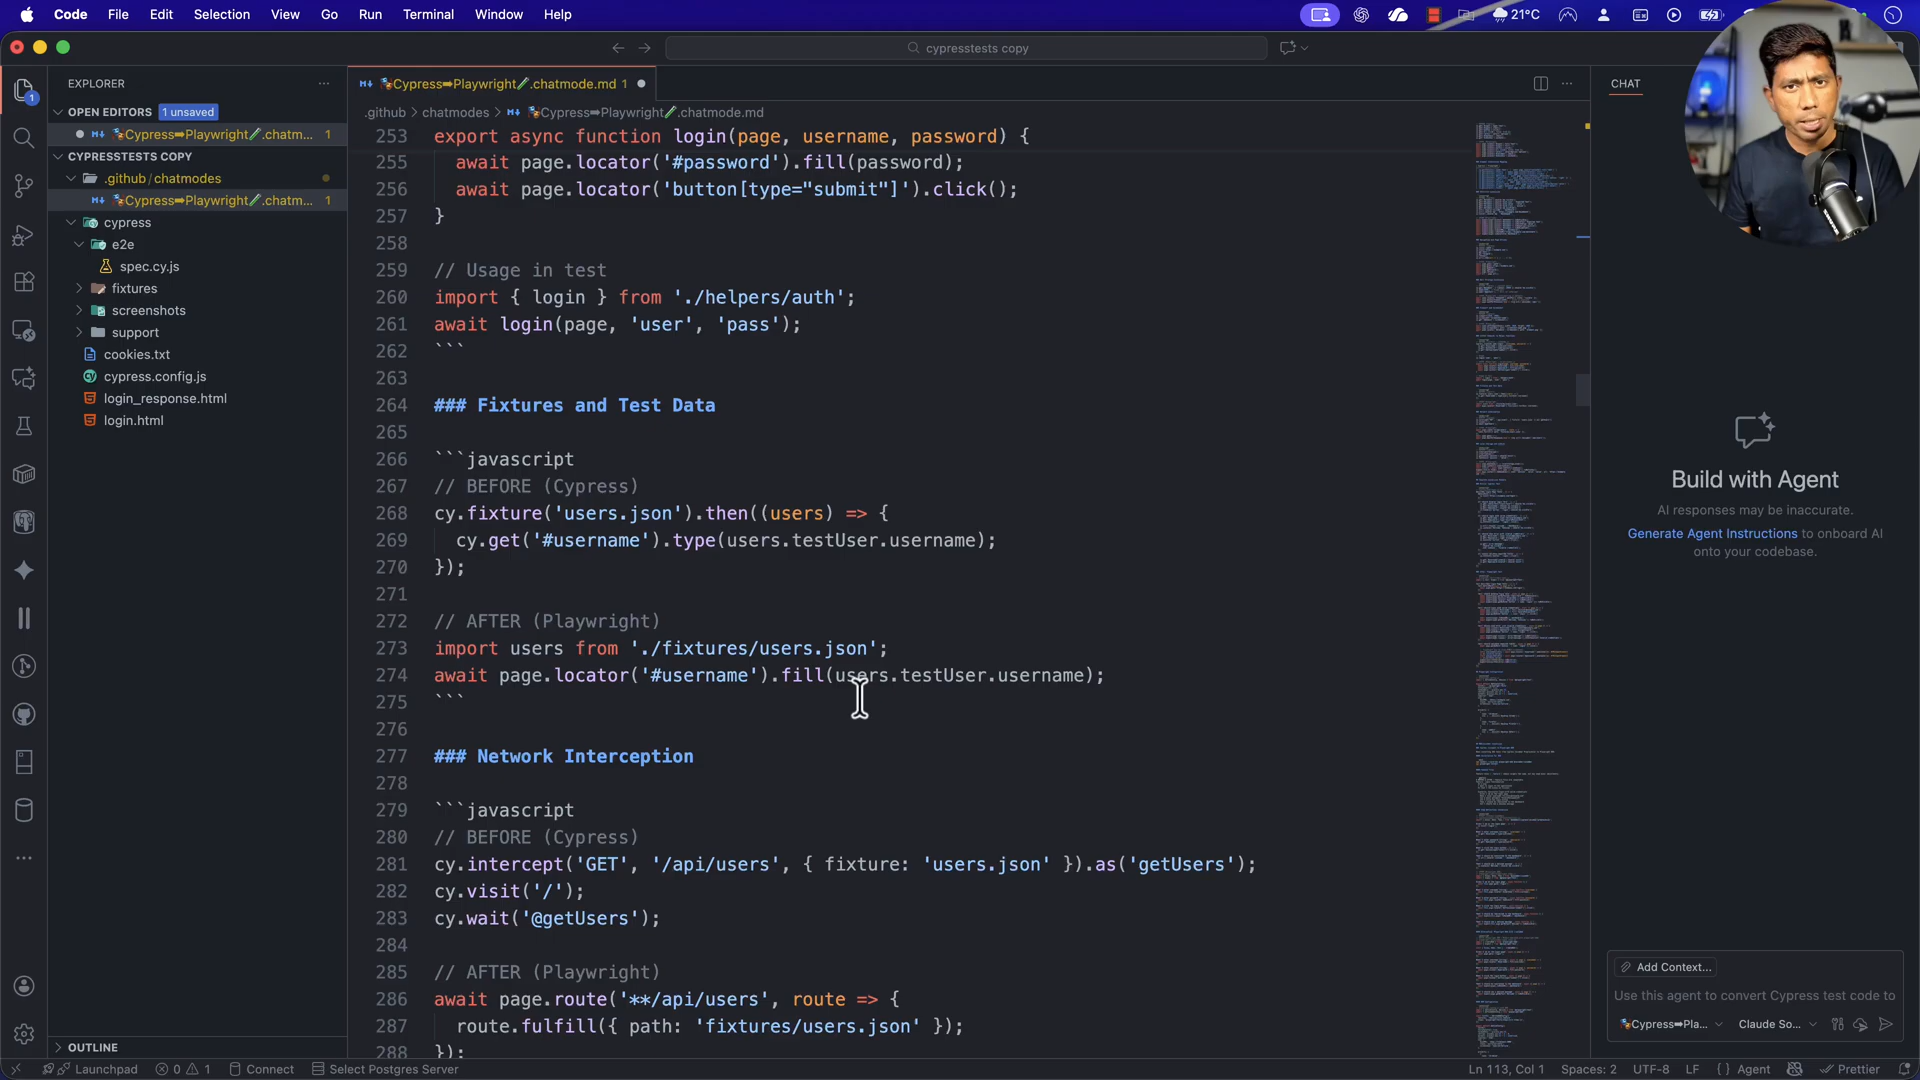 Code File Edit Selection View Go Run Terminal Window Help 21°C
cypresstests copy
EXPLORER
OPEN EDITORS 1 unsaved
Cypress➡Playwright🧪.chatm... 1
CYPRESSTESTS COPY
.github / chatmodes
Cypress➡Playwright🧪.chatm... 1
cypress
e2e
spec.cy.js
fixtures
screenshots
support
cookies.txt
cypress.config.js
login_response.html
login.html
OUTLINE
1
🎭Cypress➡Playwright🧪.chatmode.md 1
.github > chatmodes > 🎭Cypress➡Playwright🧪.chatmode.md
253 export async function login(page, username, password) {
255 await page.locator('#password').fill(password);
256 await page.locator('button[type="submit"]').click();
257 }
258
259 // Usage in test
260 import { login } from './helpers/auth';
261 await login(page, 'user', 'pass');
262 ```
263
264 ### Fixtures and Test Data
265
266 ```javascript
267 // BEFORE (Cypress)
268 cy.fixture('users.json').then((users) => {
269 cy.get('#username').type(users.testUser.username);
270 });
271
272 // AFTER (Playwright)
273 import users from './fixtures/users.json';
274 await page.locator('#username').fill(users.testUser.username);
275 ```
276
277 ### Network Interception
278
279 ```javascript
280 // BEFORE (Cypress)
281 cy.intercept('GET', '/api/users', { fixture: 'users.json' }).as('getUsers');
282 cy.visit('/');
283 cy.wait('@getUsers');
284
285 // AFTER (Playwright)
286 await page.route('**/api/users', route => {
287 route.fulfill({ path: 'fixtures/users.json' });
288 });
CHAT
Build with Agent
AI responses may be inaccurate.
Generate Agent Instructions to onboard AI
onto your codebase.
Add Context...
Use this agent to convert Cypress test code to
🎭Cypress➡Pla... Claude So...
Launchpad 0 1 Connect Select Postgres Server Ln 113, Col 1 Spaces: 2 UTF-8 LF { } Agent Prettier